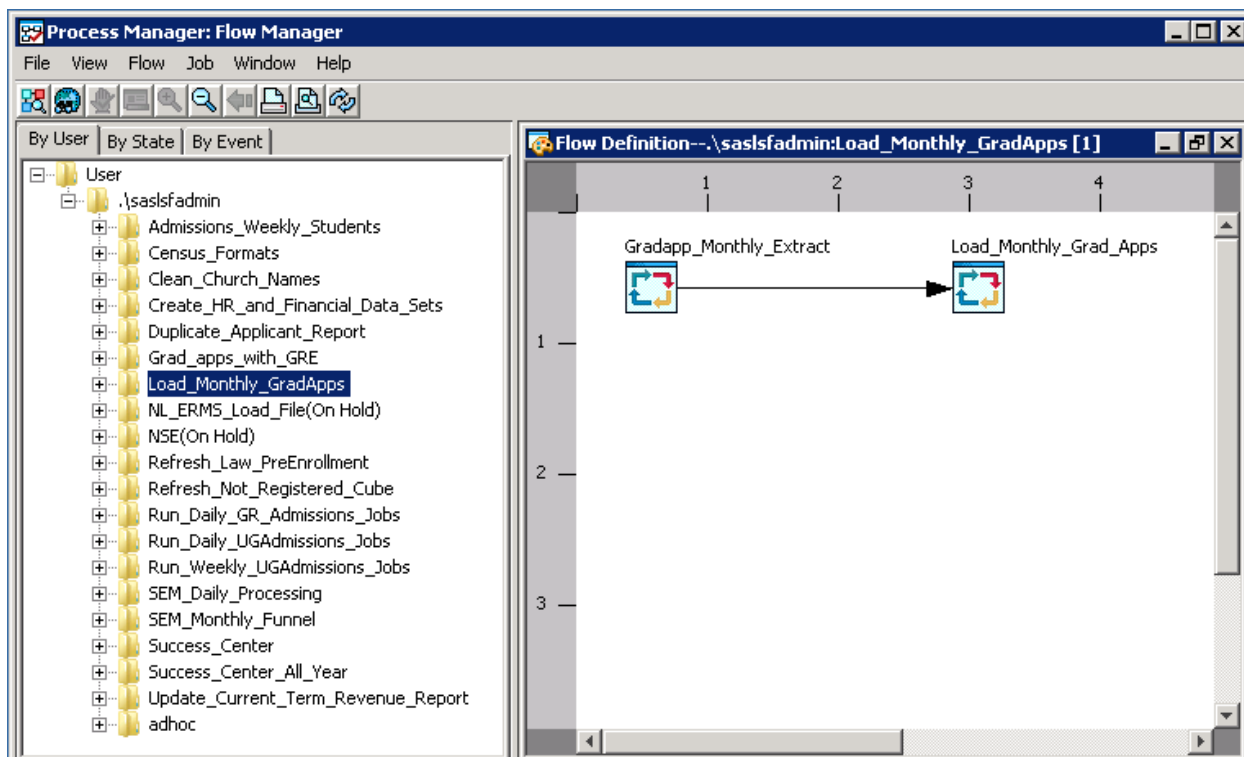 Process Manager: Flow Manager
File View Flow Job Window Help
By User By State By Event
User
.\saslsfadmin
Admissions_Weekly_Students
Census_Formats
Clean_Church_Names
Create_HR_and_Financial_Data_Sets
Duplicate_Applicant_Report
Grad_apps_with_GRE
Load_Monthly_GradApps
NL_ERMS_Load_File(On Hold)
NSE(On Hold)
Refresh_Law_PreEnrollment
Refresh_Not_Registered_Cube
Run_Daily_GR_Admissions_Jobs
Run_Daily_UGAdmissions_Jobs
Run_Weekly_UGAdmissions_Jobs
SEM_Daily_Processing
SEM_Monthly_Funnel
Success_Center
Success_Center_All_Year
Update_Current_Term_Revenue_Report
adhoc
Flow Definition--.\saslsfadmin:Load_Monthly_GradApps [1]
1 2 3 4
Gradapp_Monthly_Extract Load_Monthly_Grad_Apps
1
2
3